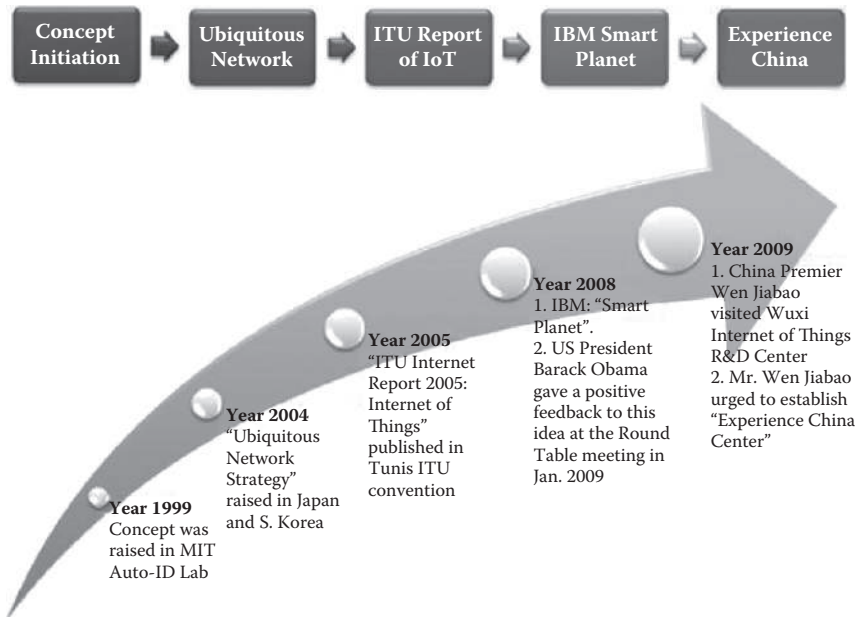 Concept
Initiation
Ubiquitous
Network
ITU Report
of IoT
IBM Smart
Planet
Experience
China
Year 1999
Concept was
raised in MIT
Auto-ID Lab
Year 2004
“Ubiquitous
Network
Strategy”
raised in Japan
and S. Korea
Year 2005
“ITU Internet
Report 2005:
Internet of
Things”
published in
Tunis ITU
convention
Year 2008
1. IBM: “Smart
Planet”.
2. US President
Barack Obama
gave a positive
feedback to this
idea at the Round
Table meeting in
Jan. 2009
Year 2009
1. China Premier
Wen Jiabao
visited Wuxi
Internet of Things
R&D Center
2. Mr. Wen Jiabao
urged to establish
“Experience China
Center”